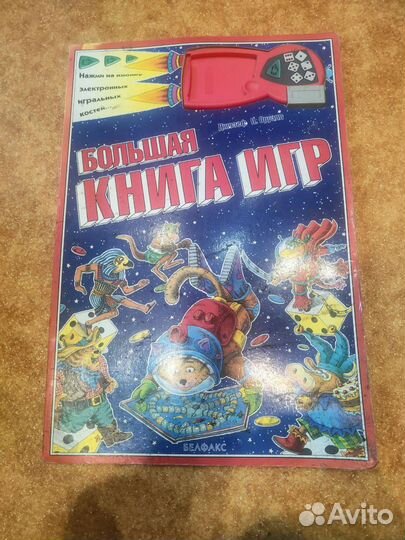 Нажми на кнопку
электронных
игральных
костей...
БОЛЬШАЯ
КНИГА ИГР
БЕЛФАКС
Avito